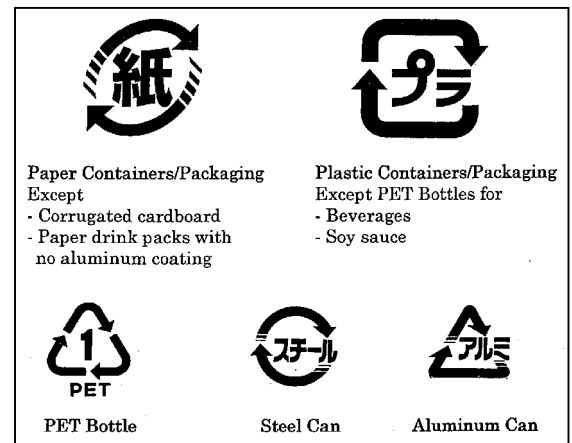 紙
プラ
Paper Containers/Packaging
Except
- Corrugated cardboard
- Paper drink packs with
no aluminum coating
Plastic Containers/Packaging
Except PET Bottles for
- Beverages
- Soy sauce
1
PET
PET Bottle
スチール
Steel Can
アルミ
Aluminum Can